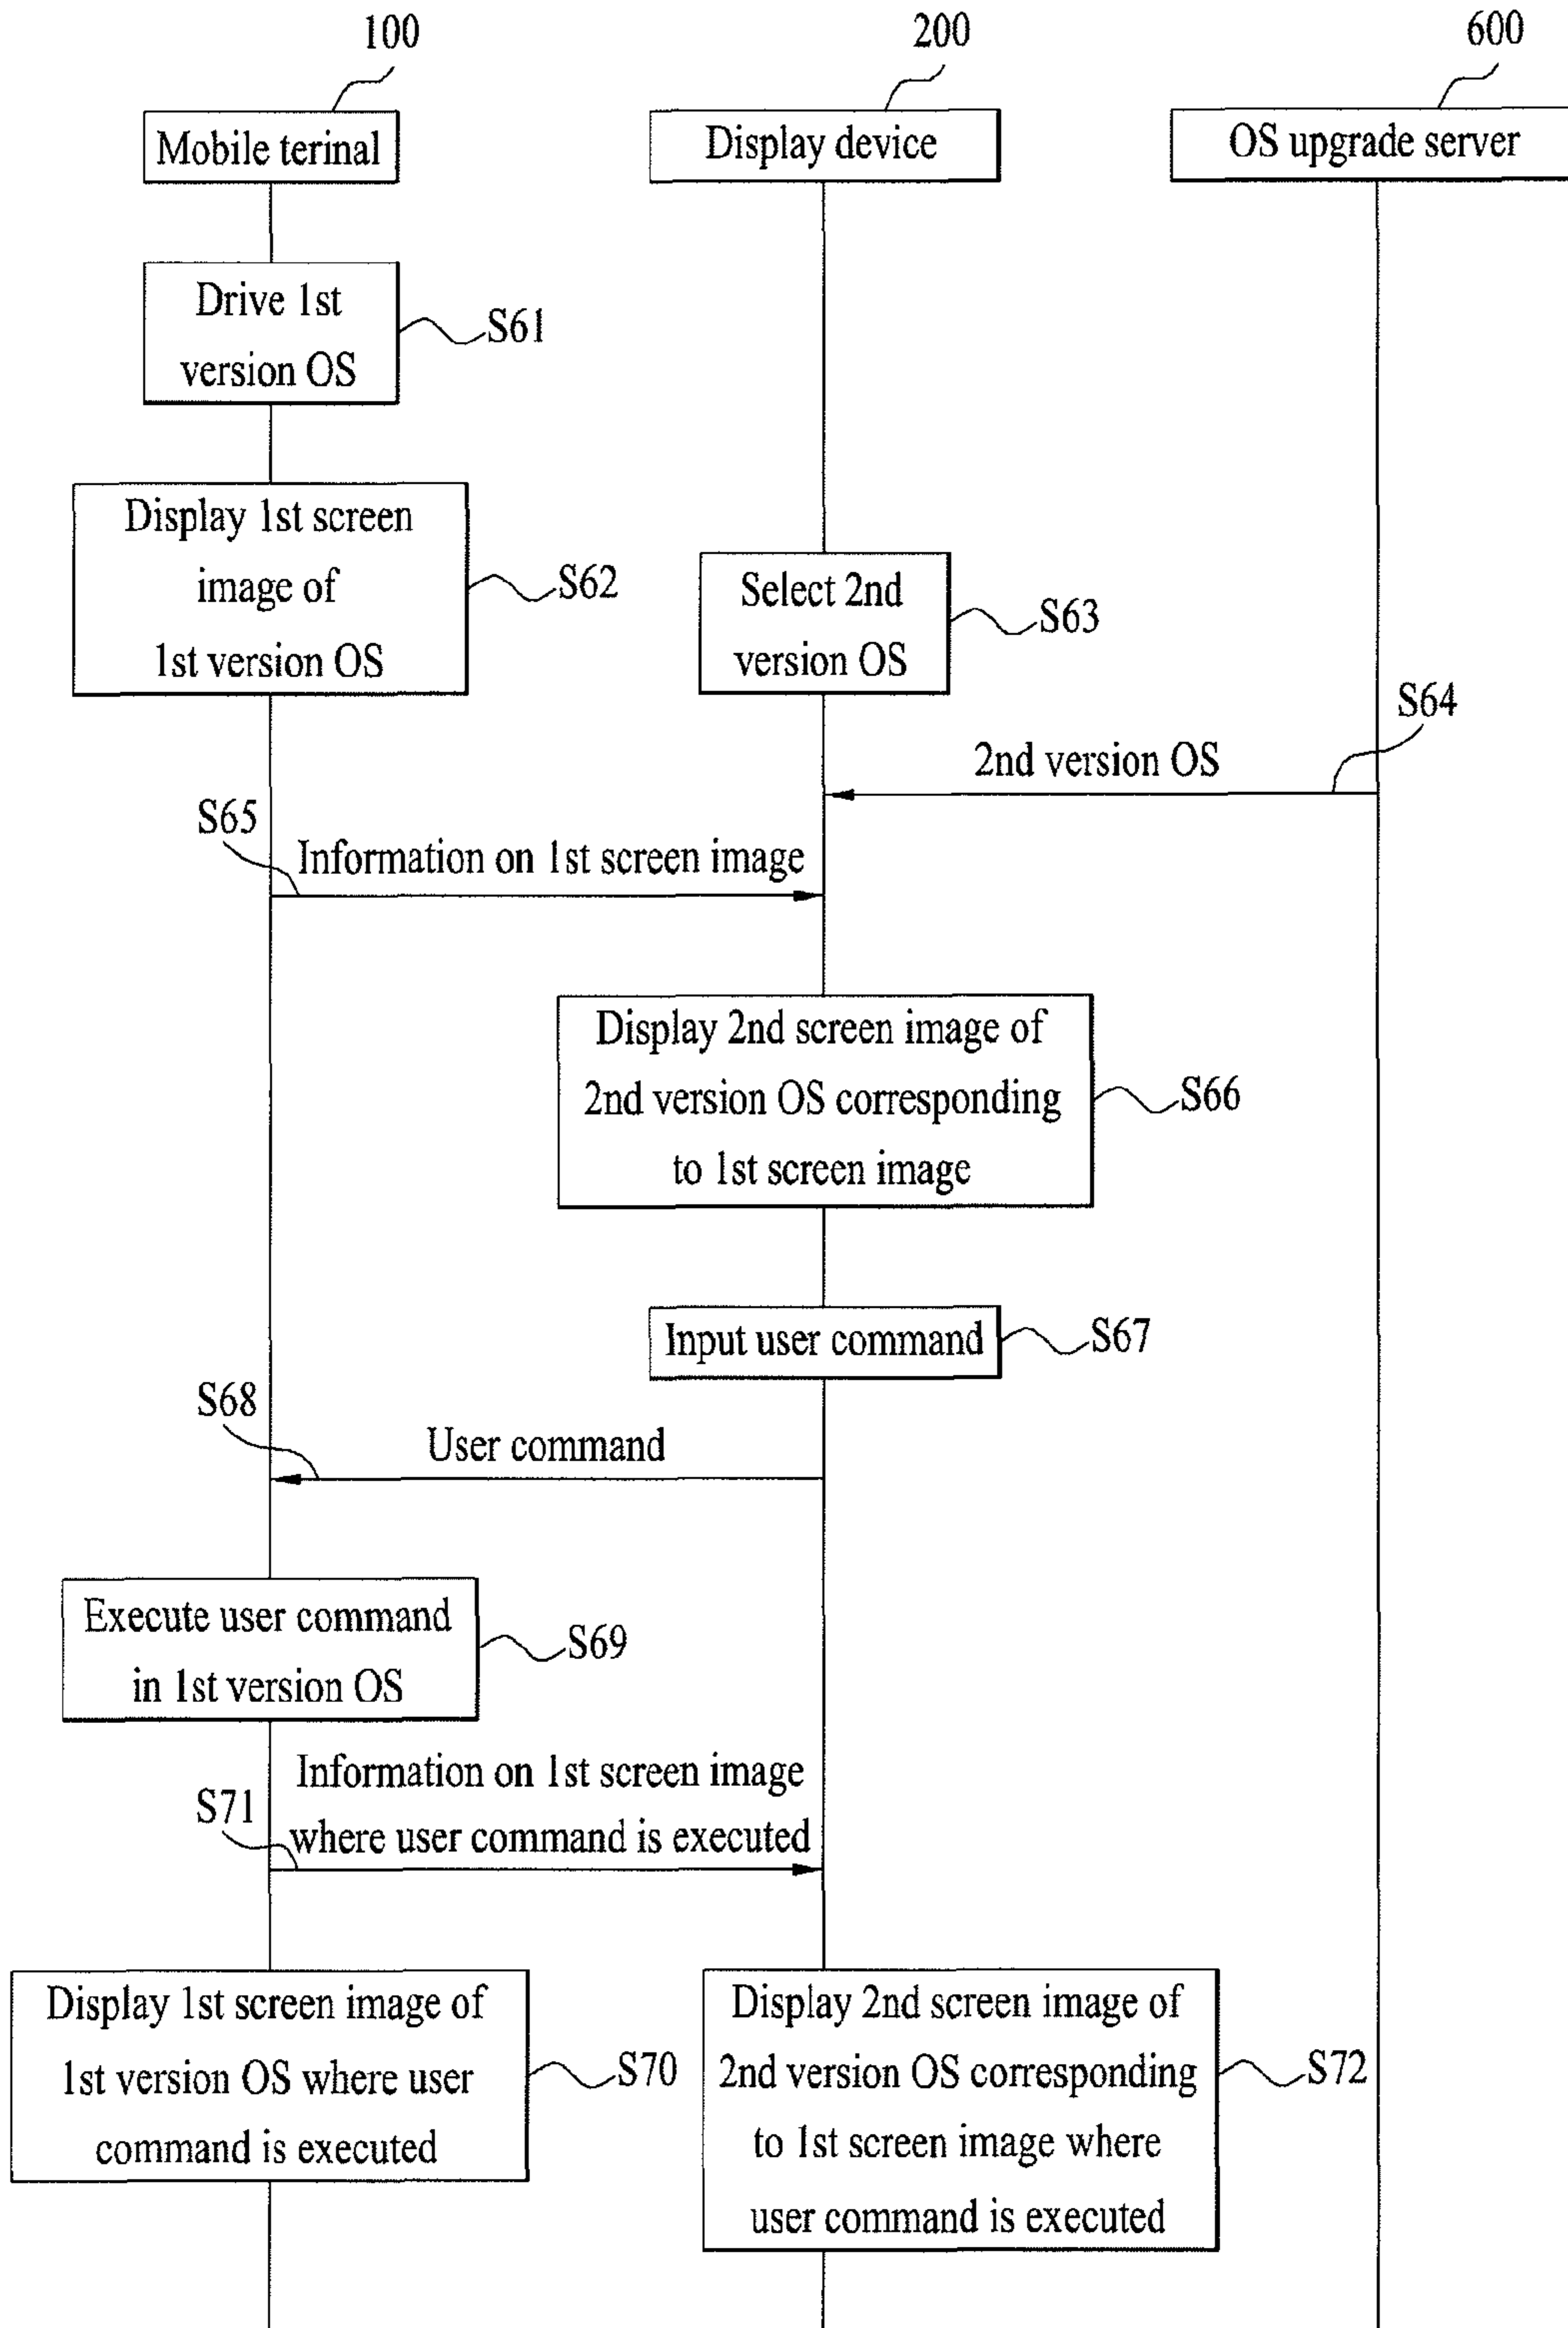 100
200
600
Mobile terinal
Display device
OS upgrade server
Drive 1st
version OS
S61
Display 1st screen
image of
1st version OS
S62
Select 2nd
version OS
S63
S64
2nd version OS
S65
Information on 1st screen image
Display 2nd screen image of
2nd version OS corresponding
to 1st screen image
S66
Input user command
S67
S68
User command
Execute user command
in 1st version OS
S69
Information on 1st screen image
where user command is executed
S71
Display 1st screen image of
1st version OS where user
command is executed
S70
Display 2nd screen image of
2nd version OS corresponding
to 1st screen image where
user command is executed
S72